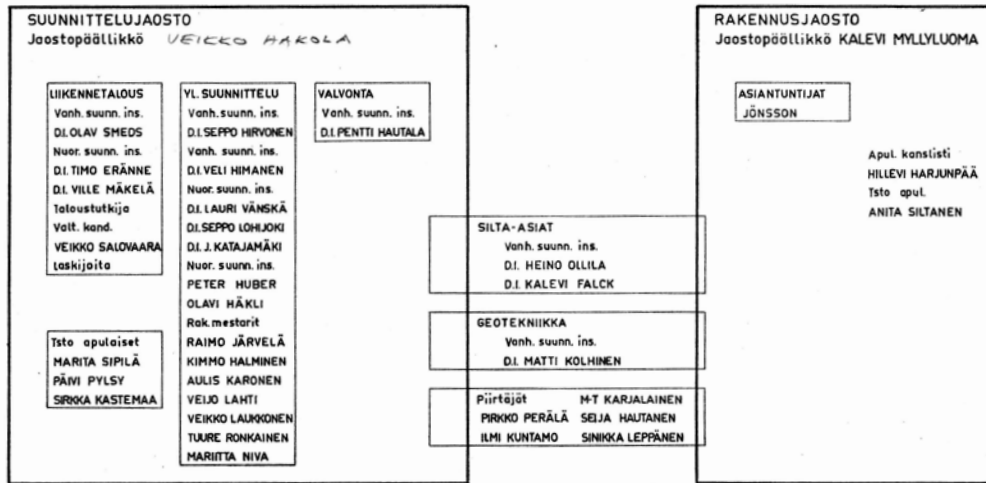 SUUNNITTELUJAOSTO
Jaostopäällikkö VEIKKO HAKOLA
LIIKENNETALOUS
Vanh. suunn. ins.
D.I. OLAV SMEDS
Nuor. suunn. ins.
D.I. TIMO ERÄNNE
D.I. VILLE MÄKELÄ
Taloustutkija
Valt. kand.
VEIKKO SALOVAARA
Laskijoita
Tsto apulaiset
MARITA SIPILÄ
PÄIVI PYLSY
SIRKKA KASTEMAA
YL. SUUNNITTELU
Vanh. suunn. ins.
D.I. SEPPO HIRVONEN
Vanh. suunn. ins.
D.I. VELI HIMANEN
Nuor. suunn. ins.
D.I. LAURI VÄNSKÄ
D.I. SEPPO LOHIJOKI
D.I. J. KATAJAMÄKI
Nuor. suunn. ins.
PETER HUBER
OLAVI HÄKLI
Rak. mestarit
RAIMO JÄRVELÄ
KIMMO HALMINEN
AULIS KARONEN
VEIJO LAHTI
VEIKKO LAUKKONEN
TUURE RONKAINEN
MARIITTA NIVA
VALVONTA
Vanh. suunn. ins.
D.I. PENTTI HAUTALA
SILTA-ASIAT
Vanh. suunn. ins.
D.I. HEINO OLLILA
D.I. KALEVI FALCK
GEOTEKNIIKKA
Vanh. suunn. ins.
D.I. MATTI KOLHINEN
Piirtäjät M-T KARJALAINEN
PIRKKO PERÄLÄ SEIJA HAUTANEN
ILMI KUNTAMO SINIKKA LEPPÄNEN
RAKENNUSJAOSTO
Jaostopäällikkö KALEVI MYLLYLUOMA
ASIANTUNTIJAT
JÖNSSON
Apul. kanslisti
HILLEVI HARJUNPÄÄ
Tsto apul.
ANITA SILTANEN